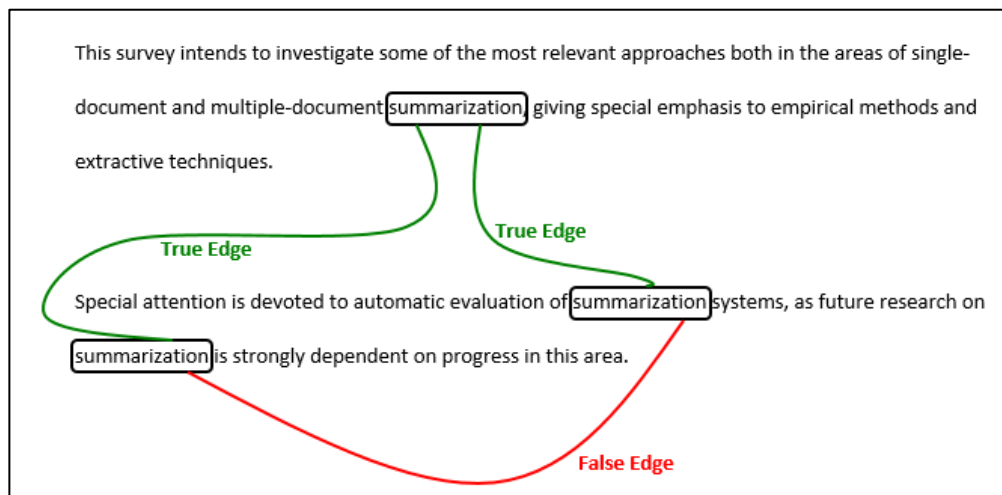 This survey intends to investigate some of the most relevant approaches both in the areas of single-
document and multiple-document summarization, giving special emphasis to empirical methods and
extractive techniques.
True Edge
True Edge
Special attention is devoted to automatic evaluation of summarization systems, as future research on
summarization is strongly dependent on progress in this area.
False Edge